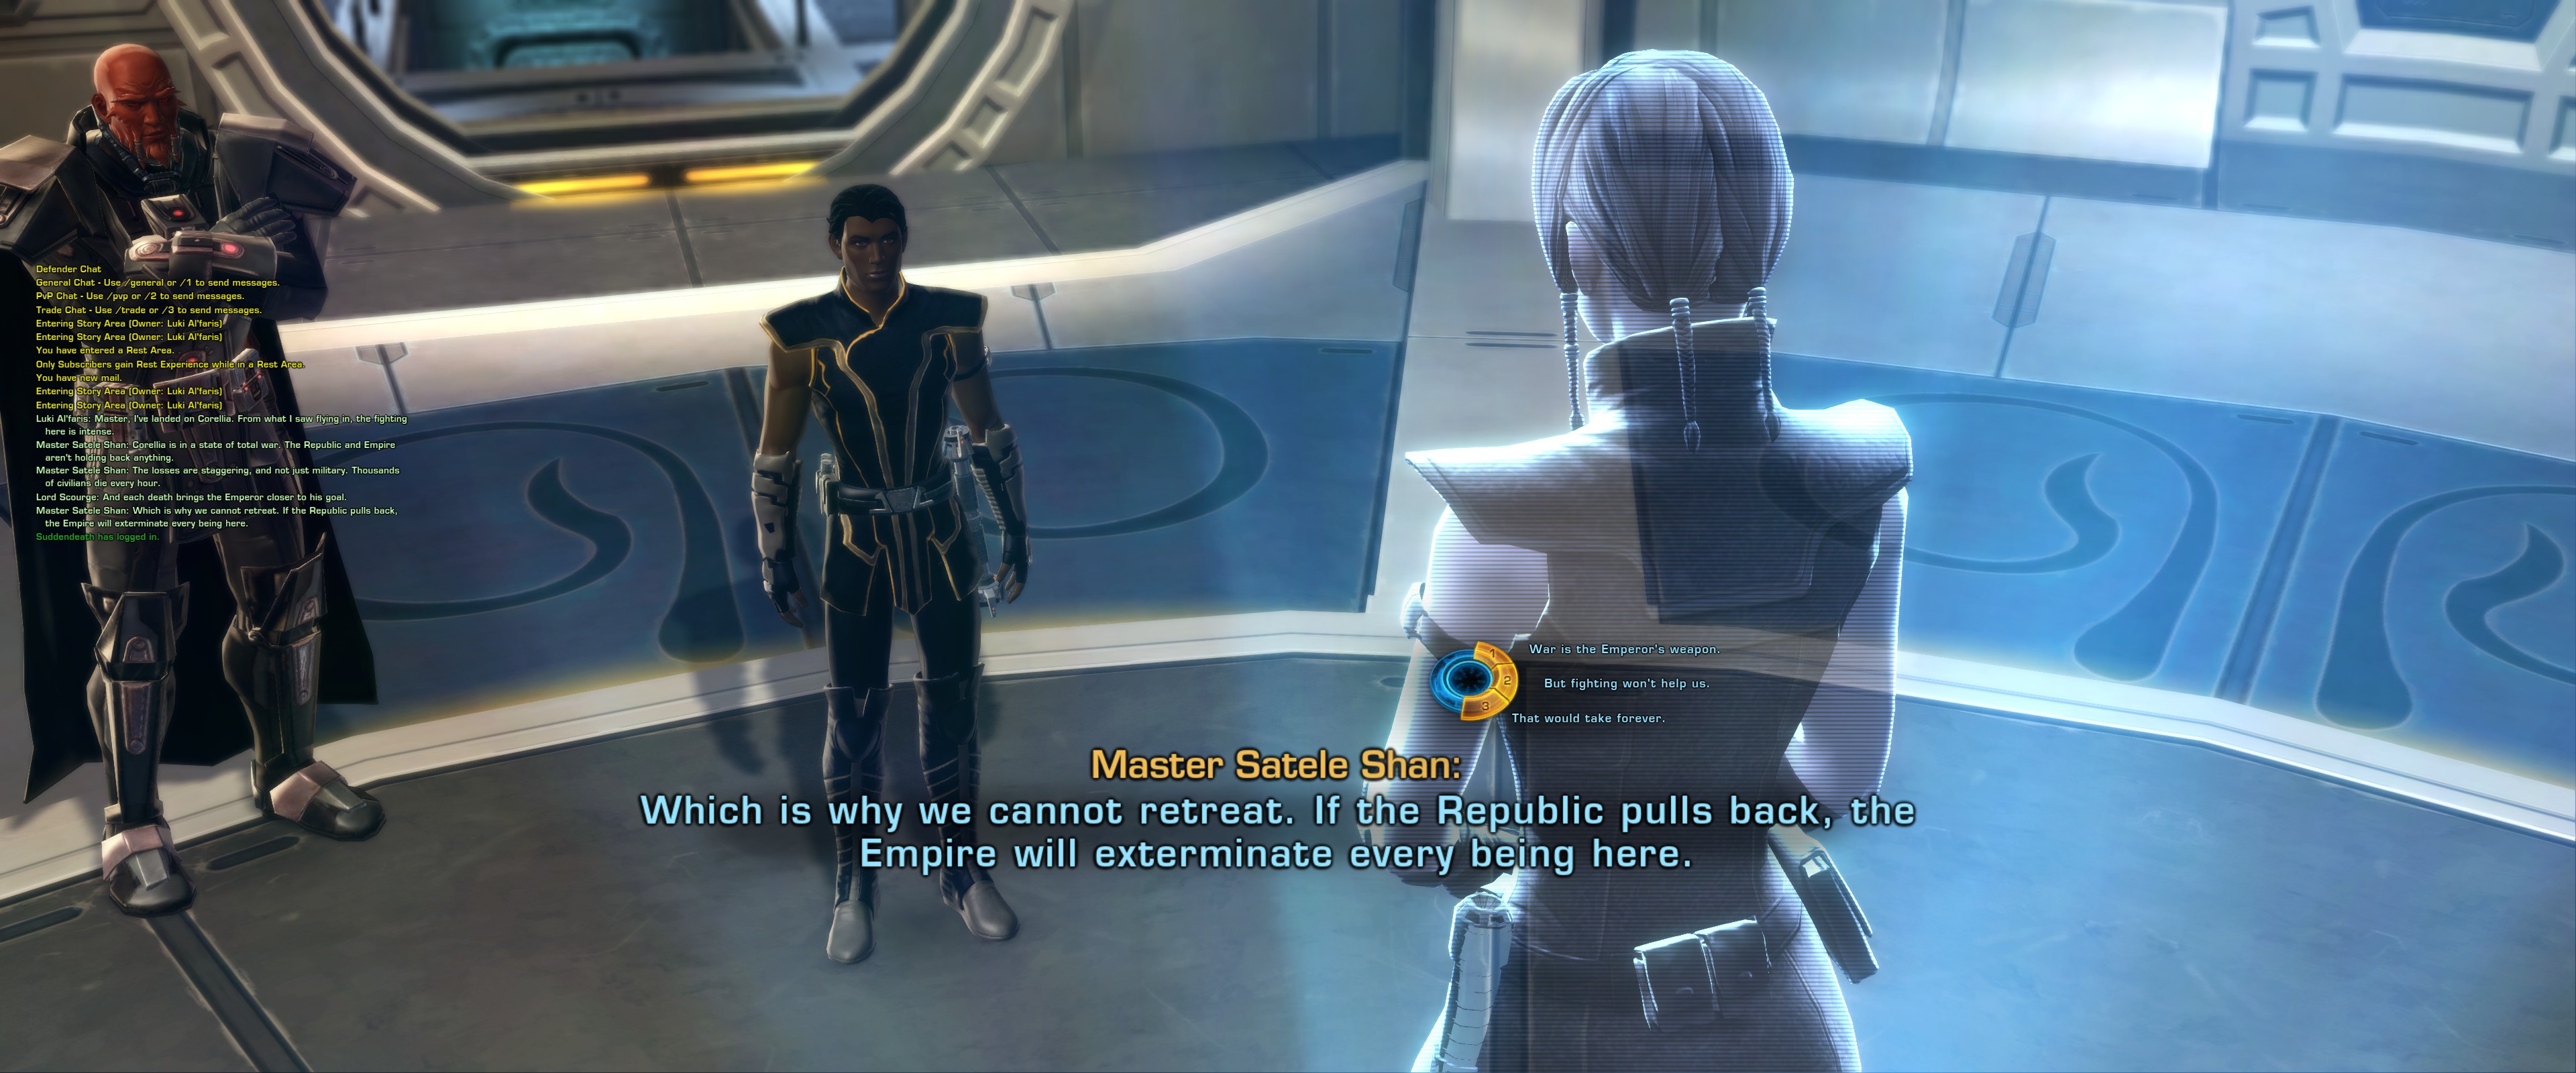 Defender Chat
General Chat - Use /general or /1 to send messages.
PvP Chat - Use /pvp or /2 to send messages.
Trade Chat - Use /trade or /3 to send messages.
Entering Story Area (Owner: Luki Al'faris)
Entering Story Area (Owner: Luki Al'faris)
You have entered a Rest Area.
Only Subscribers gain Rest Experience while in a Rest Area.
You have new mail.
Entering Story Area (Owner: Luki Al'faris)
Entering Story Area (Owner: Luki Al'faris)
Luki Al'faris: Master, I've landed on Corellia. From what I saw flying in, the fighting
here is intense.
Master Satele Shan: Corellia is in a state of total war. The Republic and Empire
aren't holding back anything.
Master Satele Shan: The losses are staggering, and not just military. Thousands
of civilians die every hour.
Lord Scourge: And each death brings the Emperor closer to his goal.
Master Satele Shan: Which is why we cannot retreat. If the Republic pulls back,
the Empire will exterminate every being here.
Suddendeath has logged in.
1 War is the Emperor's weapon.
2 But fighting won't help us.
3 That would take forever.
Master Satele Shan:
Which is why we cannot retreat. If the Republic pulls back, the
Empire will exterminate every being here.